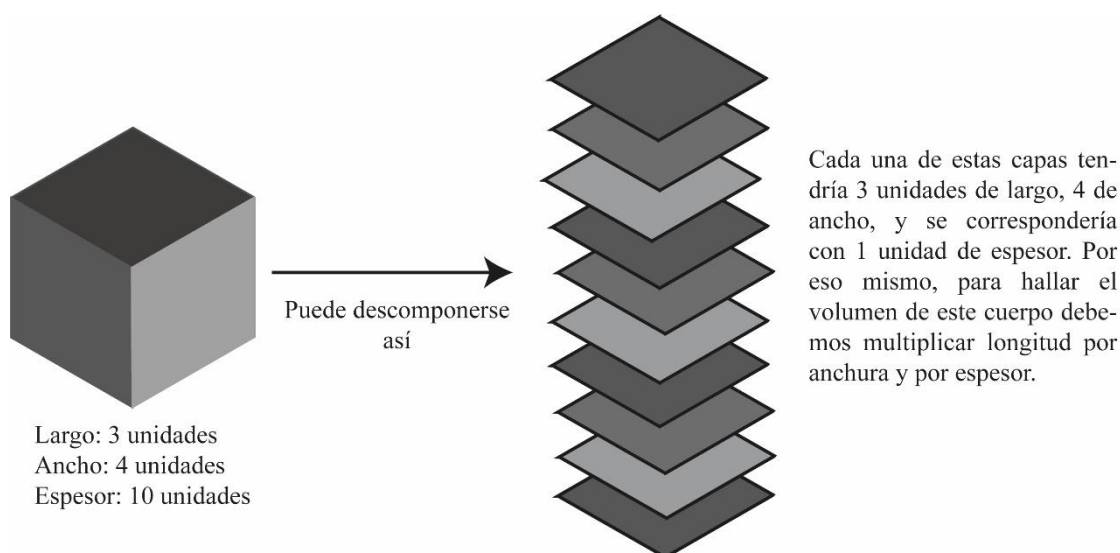 Puede descomponerse
así
Largo: 3 unidades
Ancho: 4 unidades
Espesor: 10 unidades
Cada una de estas capas ten-
dría 3 unidades de largo, 4 de
ancho, y se correspondería
con 1 unidad de espesor. Por
eso mismo, para hallar el
volumen de este cuerpo debe-
mos multiplicar longitud por
anchura y por espesor.